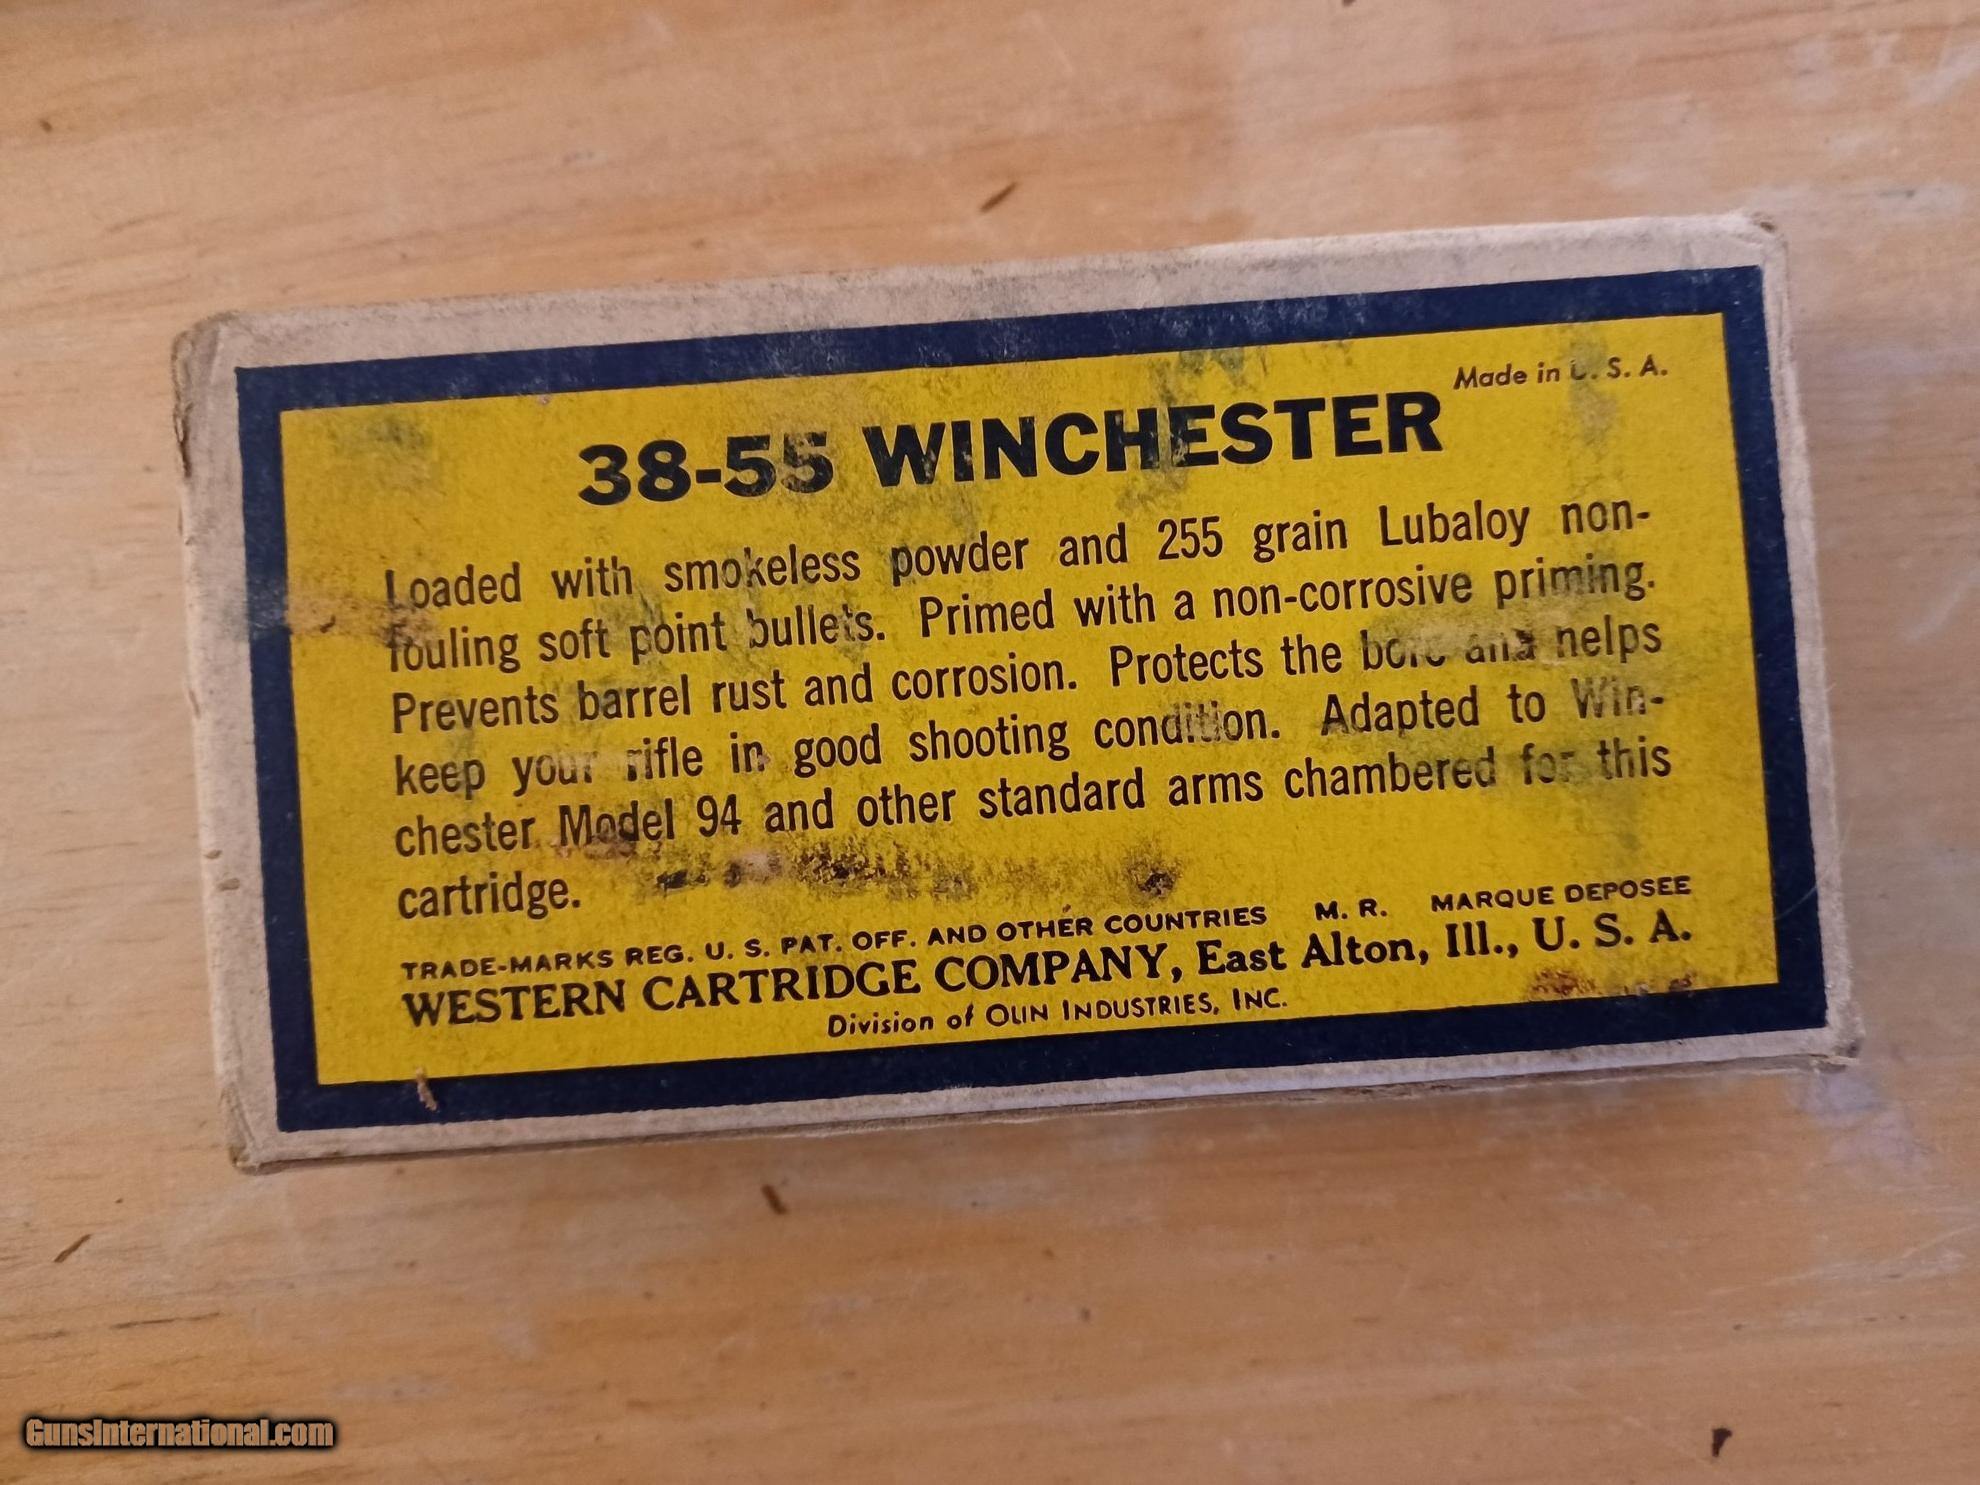 Made in U. S. A.
38-55 WINCHESTER
Loaded with smokeless powder and 255 grain Lubaloy non-
fouling soft point bullets. Primed with a non-corrosive priming.
Prevents barrel rust and corrosion. Protects the bore and helps
keep your rifle in good shooting condition. Adapted to Win-
chester Model 94 and other standard arms chambered for this
cartridge.
TRADE-MARKS REG. U. S. PAT. OFF. AND OTHER COUNTRIES M. R. MARQUE DEPOSEE
WESTERN CARTRIDGE COMPANY, East Alton, Ill., U. S. A.
Division of OLIN INDUSTRIES, INC.
GunsInternational.com